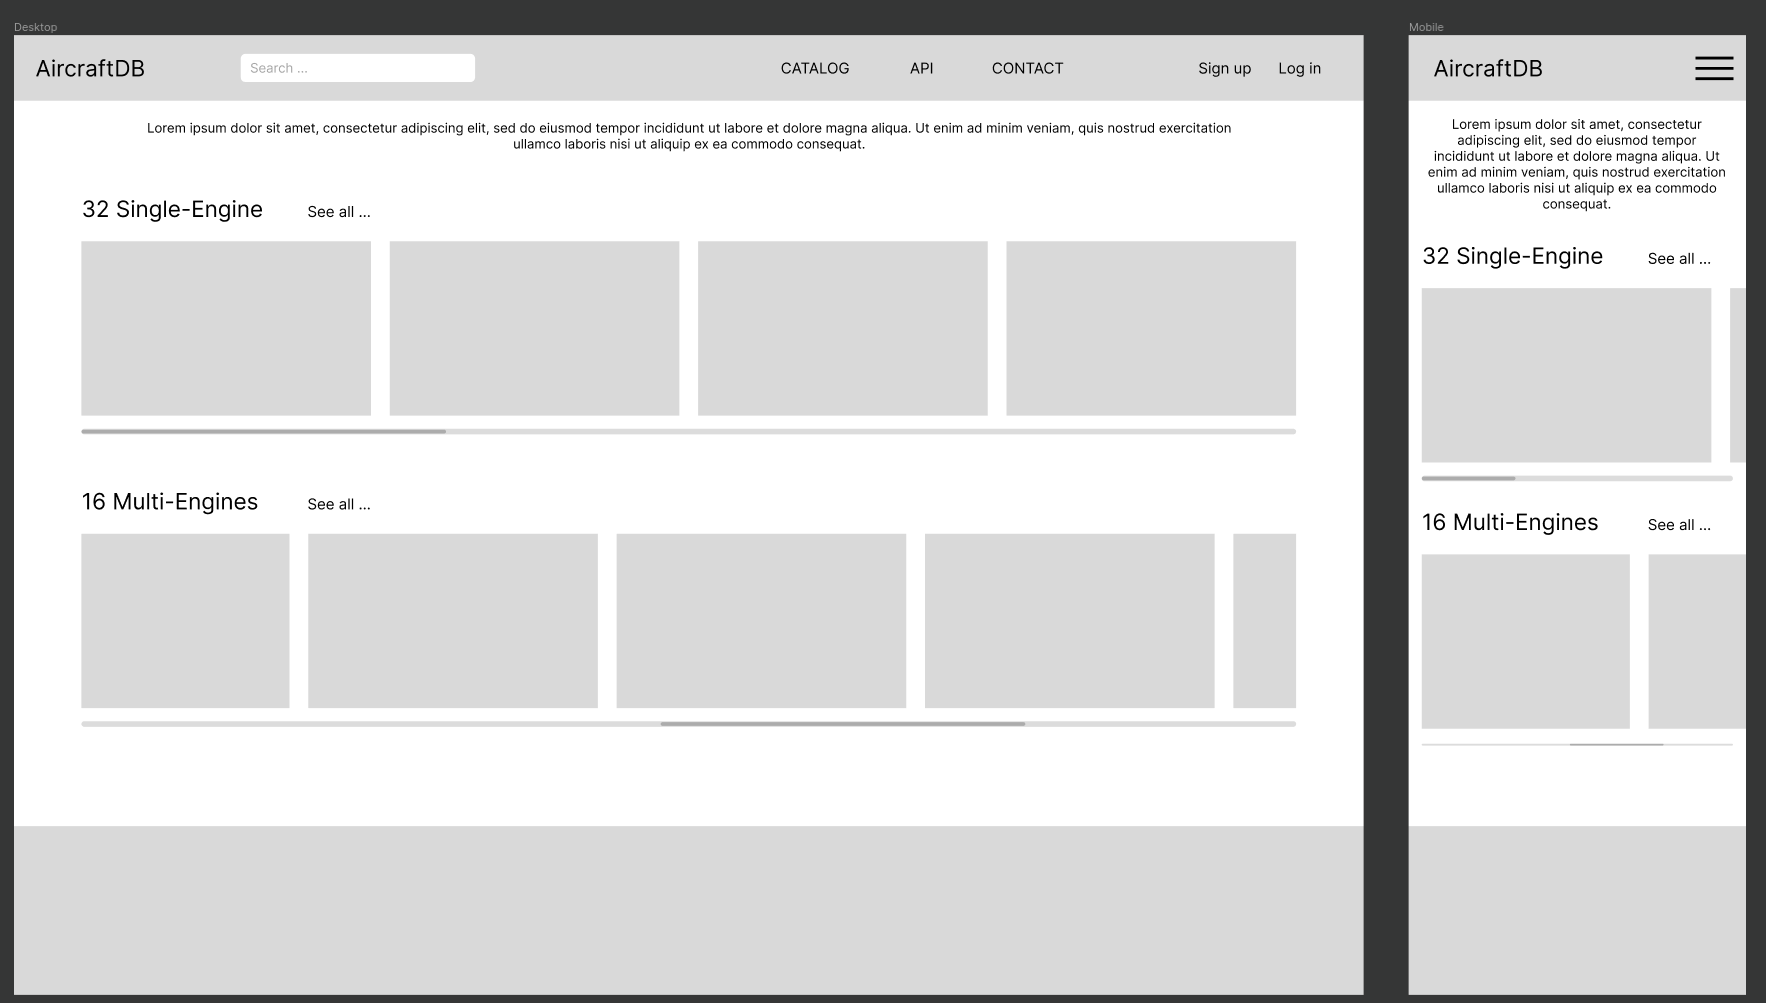 Desktop
AircraftDB
Search ...
CATALOG
API
CONTACT
Sign up
Log in
Lorem ipsum dolor sit amet, consectetur adipiscing elit, sed do eiusmod tempor incididunt ut labore et dolore magna aliqua. Ut enim ad minim veniam, quis nostrud exercitation
ullamco laboris nisi ut aliquip ex ea commodo consequat.
32 Single-Engine
See all ...
16 Multi-Engines
See all ...
Mobile
AircraftDB
Lorem ipsum dolor sit amet, consectetur
adipiscing elit, sed do eiusmod tempor
incididunt ut labore et dolore magna aliqua. Ut
enim ad minim veniam, quis nostrud exercitation
ullamco laboris nisi ut aliquip ex ea commodo
consequat.
32 Single-Engine
See all ...
16 Multi-Engines
See all ...